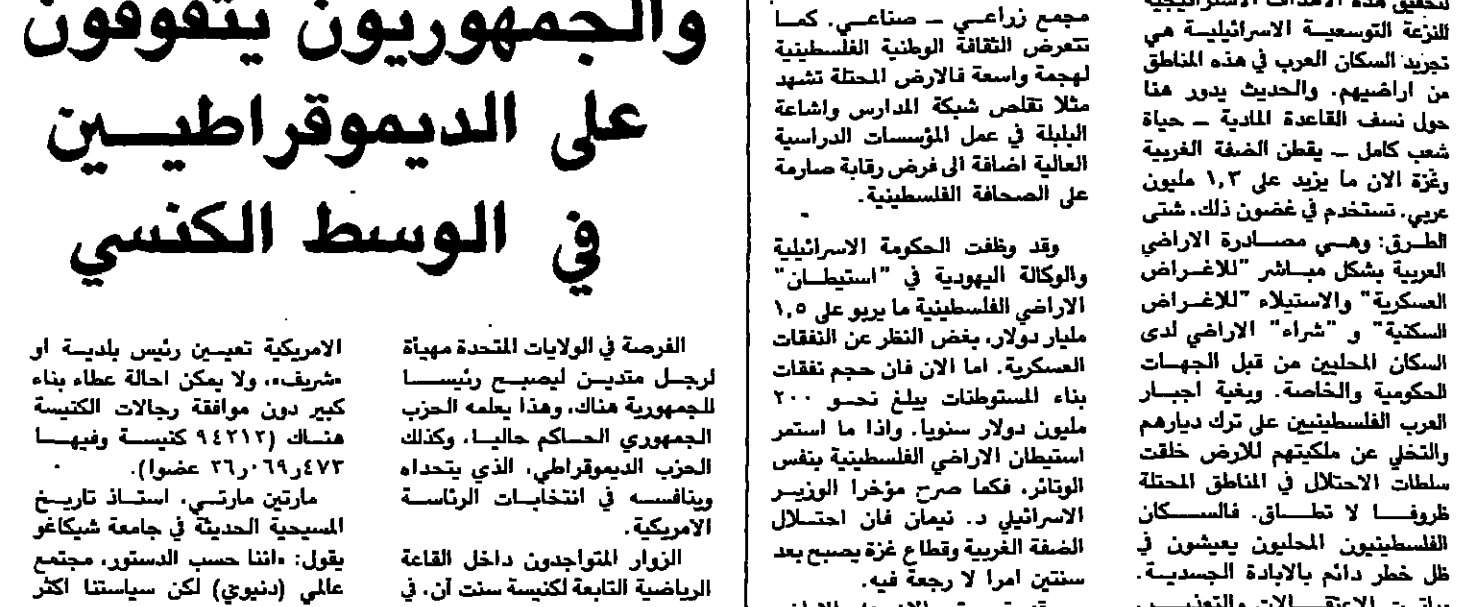 لتحقيق هذه الاهداف الاستراتيجية
للنزعة التوسعية الاسرائيلية هي
تجريد السكان العرب في هذه المناطق
من اراضيهم. والحديث يدور هنا
حول نسف القاعدة المادية ــ حياة
شعب كامل ــ يقطن الضفة الغربية
وغزة الان ما يزيد على ١,٣ مليون
عربي. تستخدم في غضون ذلك، شتى
الطرق: وهي مصادرة الاراضي
العربية بشكل مباشر "للاغراض
العسكرية" والاستيلاء "للاغراض
السكنية" و "شراء" الاراضي لدى
السكان المحليين من قبل الجهات
الحكومية والخاصة. وبغية اجبار
العرب الفلسطينيين على ترك ديارهم
والتخلي عن ملكيتهم للارض خلقت
سلطات الاحتلال في المناطق المحتلة
ظروفا لا تطاق. فالسكان
الفلسطينيون المحليون يعيشون في
ظل خطر دائم بالابادة الجسدية.
مجمع زراعي ــ صناعي. كما
تتعرض الثقافة الوطنية الفلسطينية
لهجمة واسعة فالارض المحتلة تشهد
مثلا تقلص شبكة المدارس واشاعة
البلبلة في عمل المؤسسات الدراسية
العالية اضافة الى فرض رقابة صارمة
على الصحافة الفلسطينية.
وقد وظفت الحكومة الاسرائيلية
والوكالة اليهودية في "استيطان"
الاراضي الفلسطينية ما يربو على ١,٥
مليار دولار، بغض النظر عن النفقات
العسكرية. اما الان فان حجم نفقات
بناء المستوطنات يبلغ نحو ٢٠٠
مليون دولار سنويا. واذا ما استمر
استيطان الاراضي الفلسطينية بنفس
الوتائر، فكما صرح مؤخرا الوزير
الاسرائيلي د. نيمان فان احتلال
الضفة الغربية وقطاع غزة يصبح بعد
سنتين امرا لا رجعة فيه.
والجمهوريون يتفوقون
على الديموقراطيين
في الوسط الكنسي
الفرصة في الولايات المتحدة مهيأة
لرجل متدين ليصبح رئيسا
للجمهورية هناك، وهذا يعلمه الحزب
الجمهوري الحاكم حاليا، وكذلك
الحزب الديموقراطي، الذي يتحداه
وينافسه في انتخابات الرئاسة
الامريكية.
الزوار المتواجدون داخل القاعة
الرياضية التابعة لكنيسة سنت آن، في
الامريكية تعيين رئيس بلدية او
«شريف»، ولا يمكن احالة عطاء بناء
كبير دون موافقة رجالات الكنيسة
هناك (٩٤٢١٢ كنيسة وفيها
٢٦٫٠٦٩٫٤٧٣ عضوا).
مارتين مارتي، استاذ تاريخ
المسيحية الحديثة في جامعة شيكاغو
يقول: «اننا حسب الدستور، مجتمع
عالمي (دنيوي) لكن سياستنا اكثر